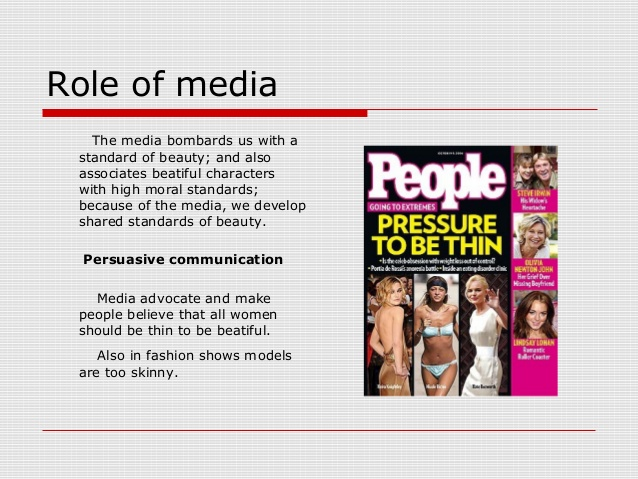 Role of media
The media bombards us with a
standard of beauty; and also
associates beatiful characters
with high moral standards;
because of the media, we develop
shared standards of beauty.
Persuasive communication
Media advocate and make
people believe that all women
should be thin to be beatiful.
Also in fashion shows models
are too skinny.
People
GOING TO EXTREMES
PRESSURE
TO BE THIN
• Is the celeb obsession with weight loss out of control?
• Portia de Rossi's anorexia battle • Inside an eating disorder clinic
STEVE IRWIN
His Widow's
Heartache
OLIVIA
NEWTON-JOHN
Her Grief Over
Missing Boyfriend
LINDSAY LOHAN
Romantic
Roller Coaster
Keira Knightley
Kate Bosworth